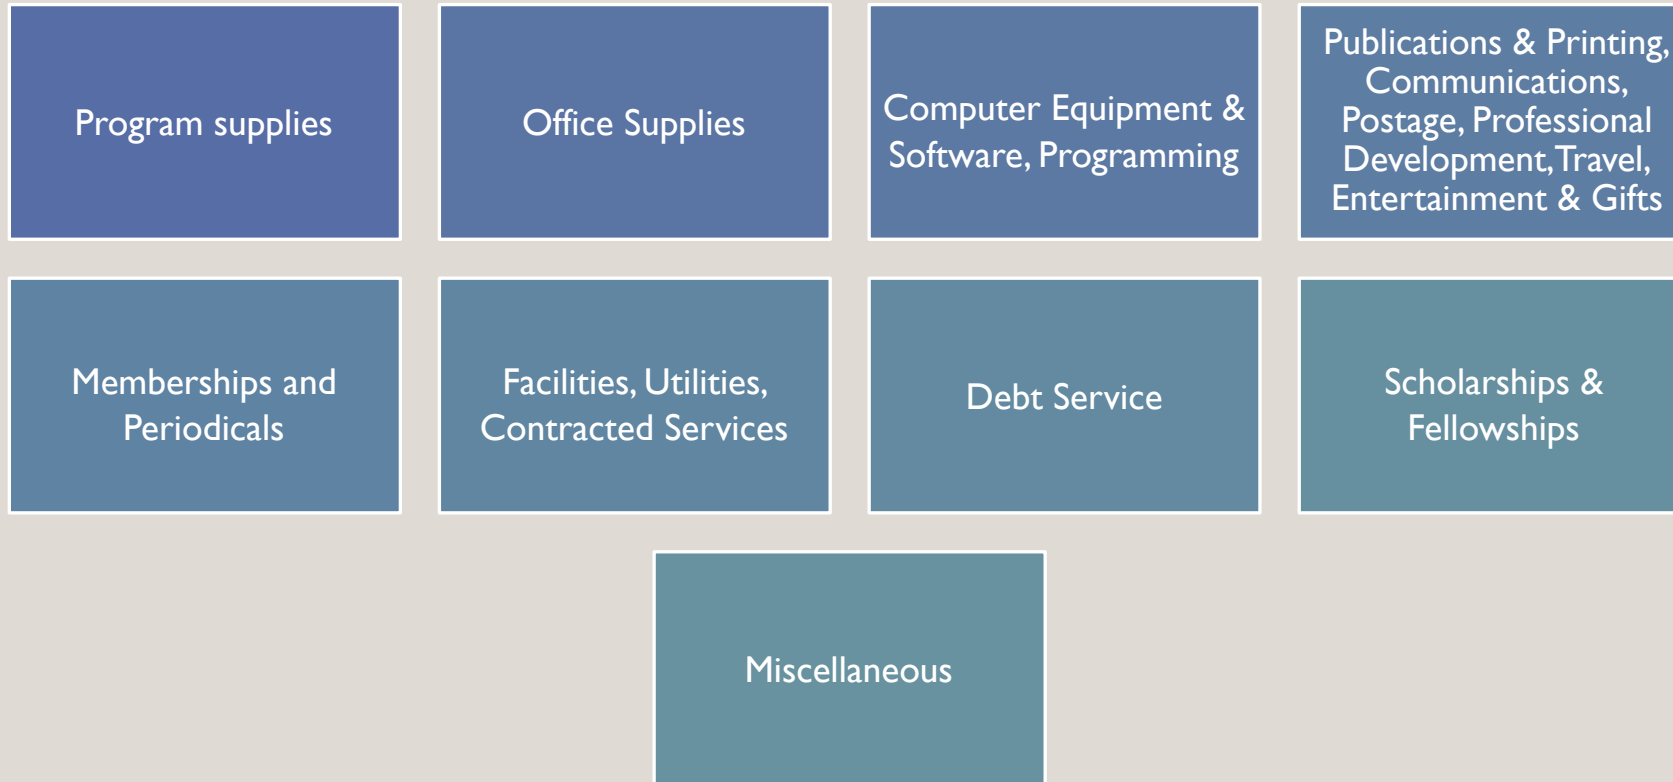 Program supplies
Office Supplies
Computer Equipment &
Software, Programming
Publications & Printing,
Communications,
Postage, Professional
Development, Travel,
Entertainment & Gifts
Memberships and
Periodicals
Facilities, Utilities,
Contracted Services
Debt Service
Scholarships &
Fellowships
Miscellaneous